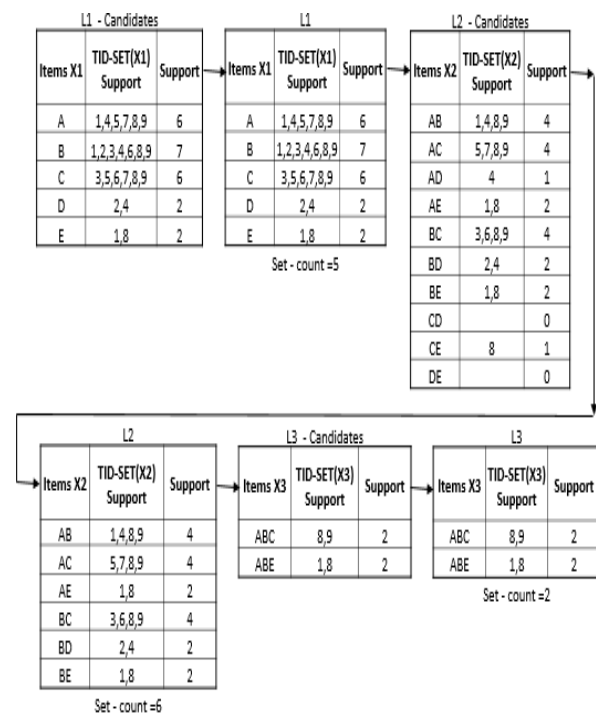 L1 - Candidates
Items X1 TID-SET(X1) Support Support
A 1,4,5,7,8,9 6
B 1,2,3,4,6,8,9 7
C 3,5,6,7,8,9 6
D 2,4 2
E 1,8 2
L1
Items X1 TID-SET(X1) Support Support
A 1,4,5,7,8,9 6
B 1,2,3,4,6,8,9 7
C 3,5,6,7,8,9 6
D 2,4 2
E 1,8 2
Set - count =5
L2 - Candidates
Items X2 TID-SET(X2) Support Support
AB 1,4,8,9 4
AC 5,7,8,9 4
AD 4 1
AE 1,8 2
BC 3,6,8,9 4
BD 2,4 2
BE 1,8 2
CD 0
CE 8 1
DE 0
L2
Items X2 TID-SET(X2) Support Support
AB 1,4,8,9 4
AC 5,7,8,9 4
AE 1,8 2
BC 3,6,8,9 4
BD 2,4 2
BE 1,8 2
Set - count =6
L3 - Candidates
Items X3 TID-SET(X3) Support Support
ABC 8,9 2
ABE 1,8 2
L3
Items X3 TID-SET(X3) Support Support
ABC 8,9 2
ABE 1,8 2
Set - count =2